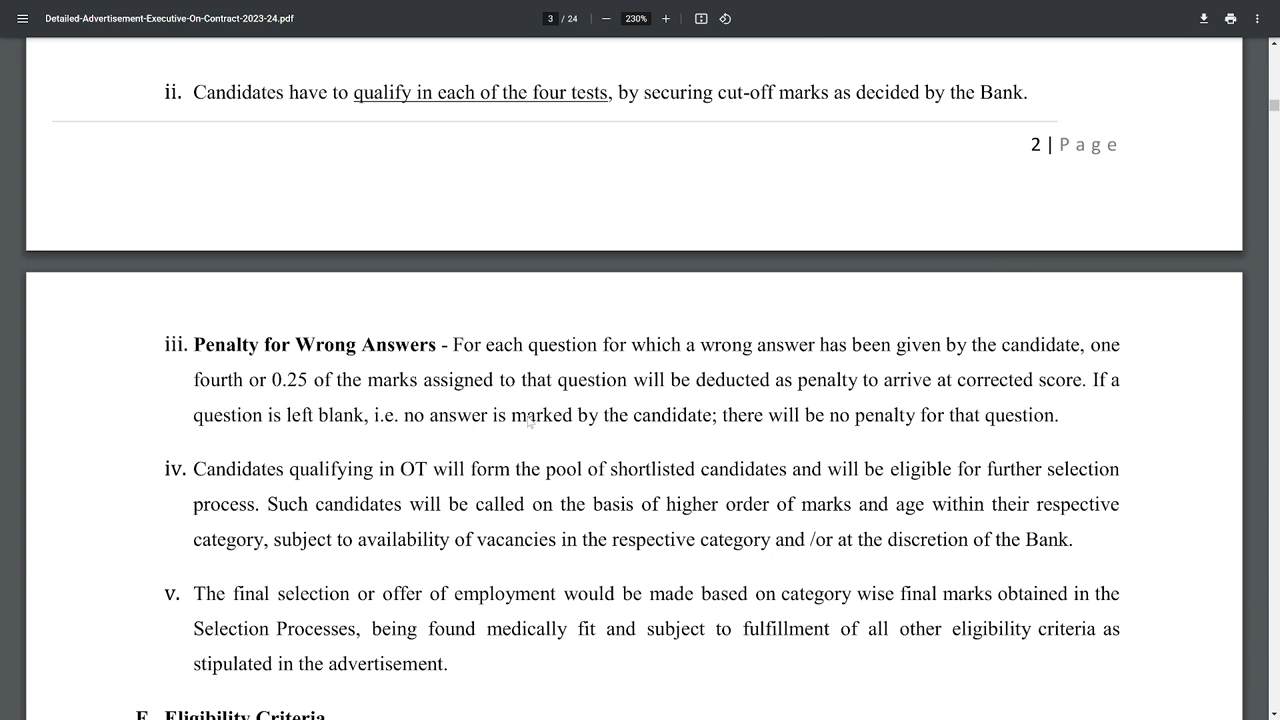 Detailed-Advertisement-Executive-On-Contract-2023-24.pdf 3 / 24 230%
ii. Candidates have to qualify in each of the four tests, by securing cut-off marks as decided by the Bank.
2 | Page
iii. Penalty for Wrong Answers - For each question for which a wrong answer has been given by the candidate, one
fourth or 0.25 of the marks assigned to that question will be deducted as penalty to arrive at corrected score. If a
question is left blank, i.e. no answer is marked by the candidate; there will be no penalty for that question.
iv. Candidates qualifying in OT will form the pool of shortlisted candidates and will be eligible for further selection
process. Such candidates will be called on the basis of higher order of marks and age within their respective
category, subject to availability of vacancies in the respective category and /or at the discretion of the Bank.
v. The final selection or offer of employment would be made based on category wise final marks obtained in the
Selection Processes, being found medically fit and subject to fulfillment of all other eligibility criteria as
stipulated in the advertisement.
Eligibility Criteria